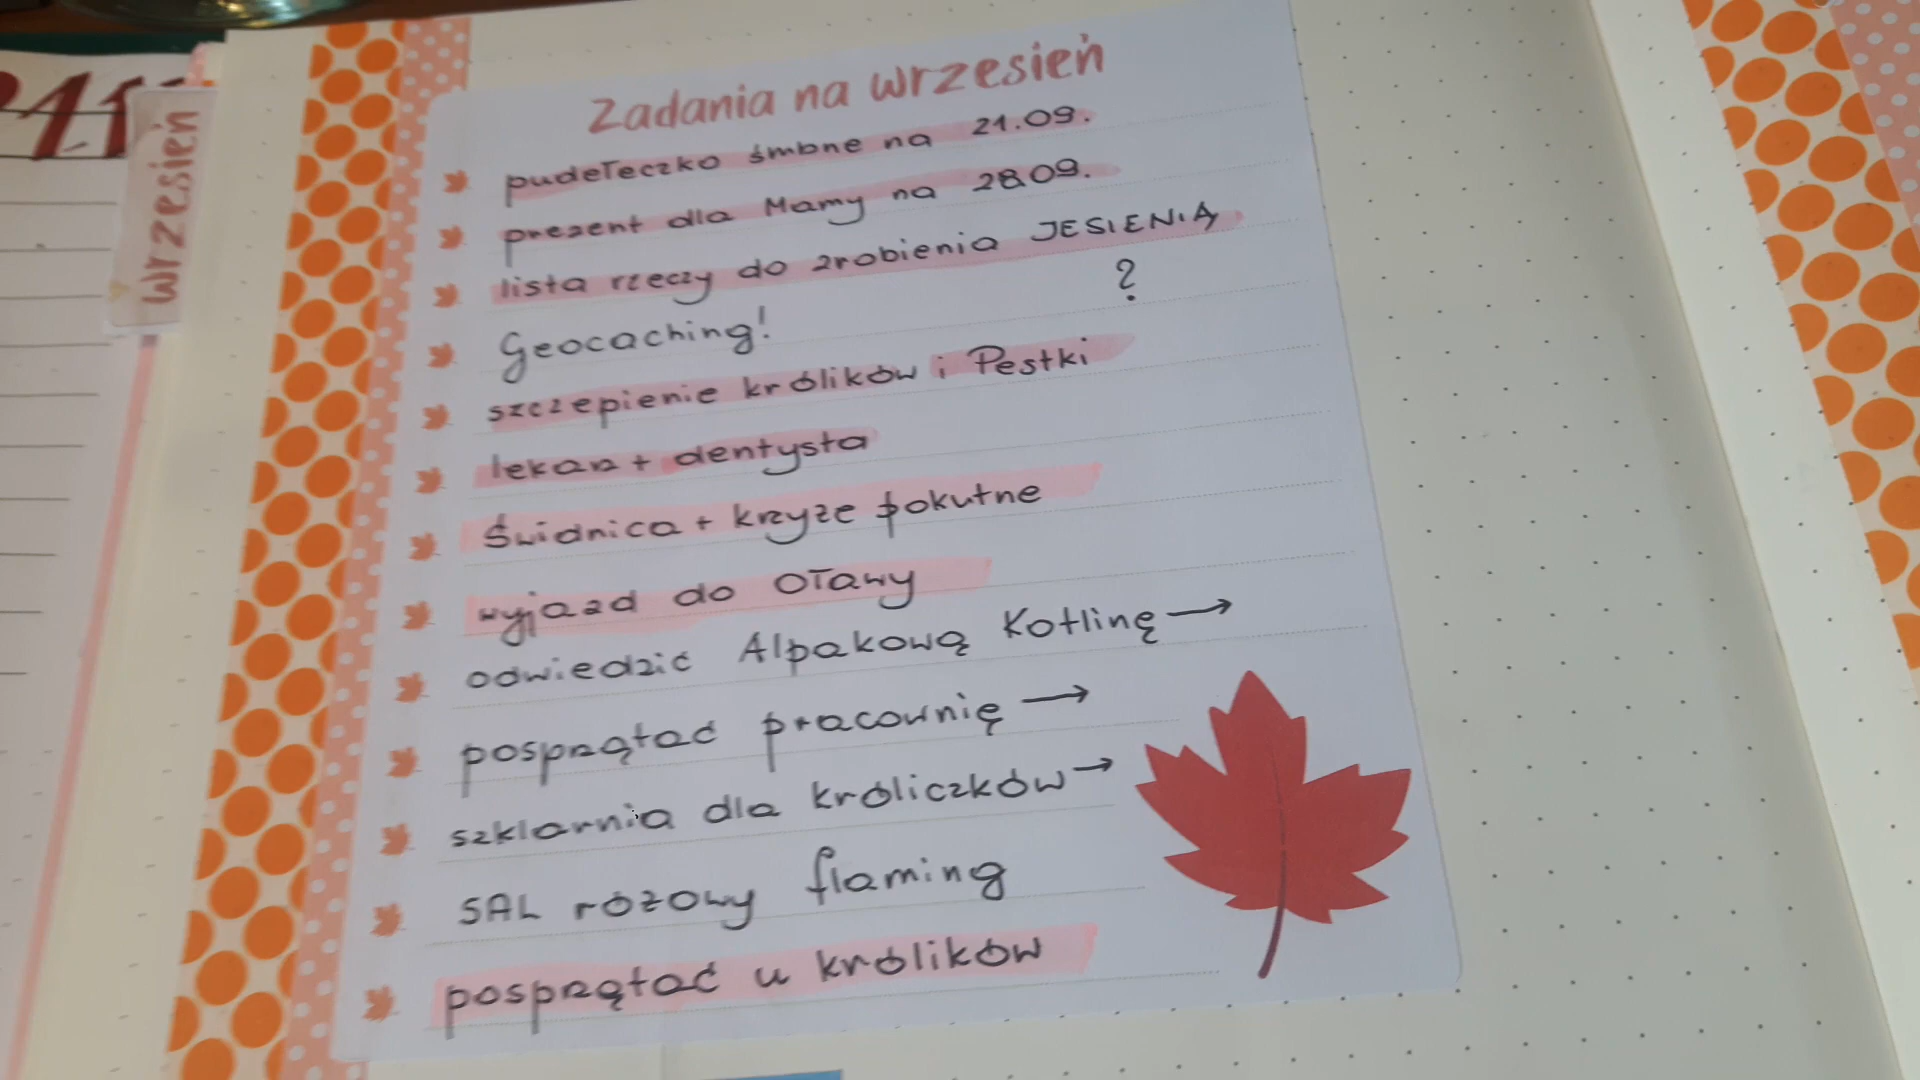 Wrzesień
Zadania na wrzesień
pudełeczko ślubne na 21.09.
prezent dla Mamy na 28.09.
lista rzeczy do zrobienia JESIENIĄ
Geocaching! ?
szczepienie królików i Pestki
lekarz + dentysta
Świdnica + krzyże pokutne
wyjazd do Oławy
odwiedzić Alpakową Kotlinę →
posprzątać pracownię →
szklarnia dla króliczków →
SAL różowy flaming
posprzątać u królików